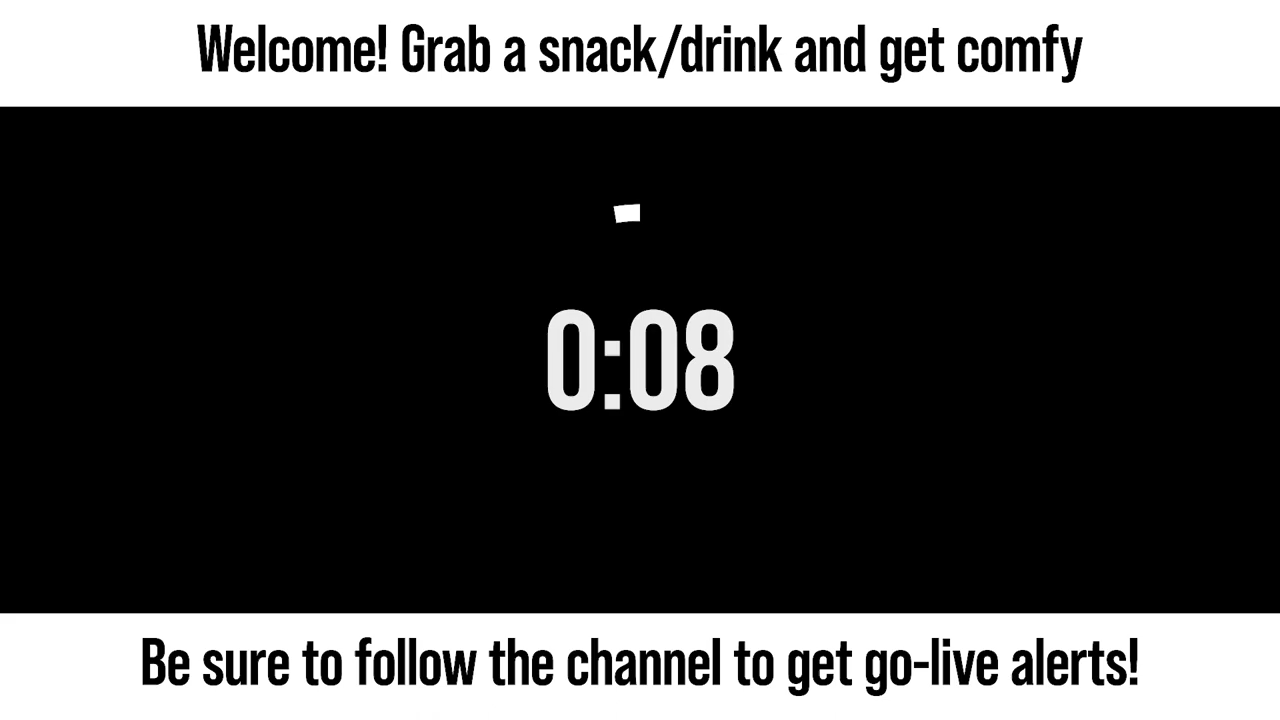 Welcome! Grab a snack/drink and get comfy
0:08
Be sure to follow the channel to get go-live alerts!